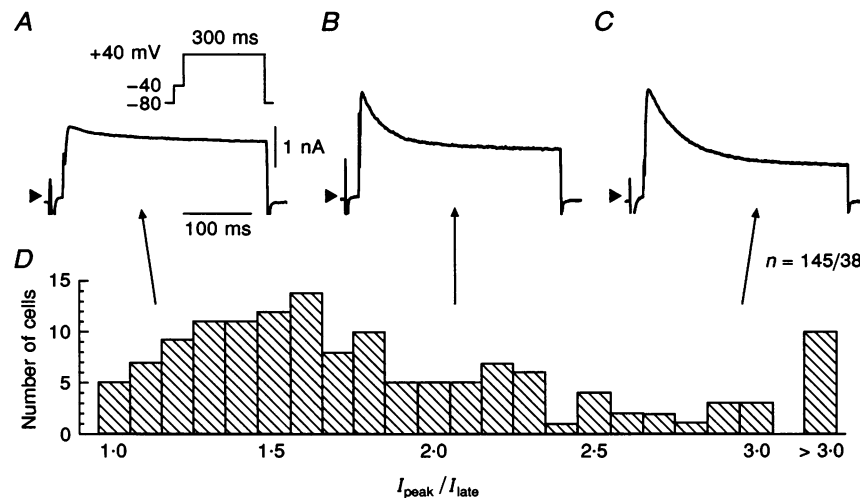 A
300 ms
+40 mV
−40
−80
1 nA
100 ms
B
C
D
n = 145/38
Number of cells
15
10
5
0
1·0
1·5
2·0
2·5
3·0
> 3·0
Ipeak / Ilate